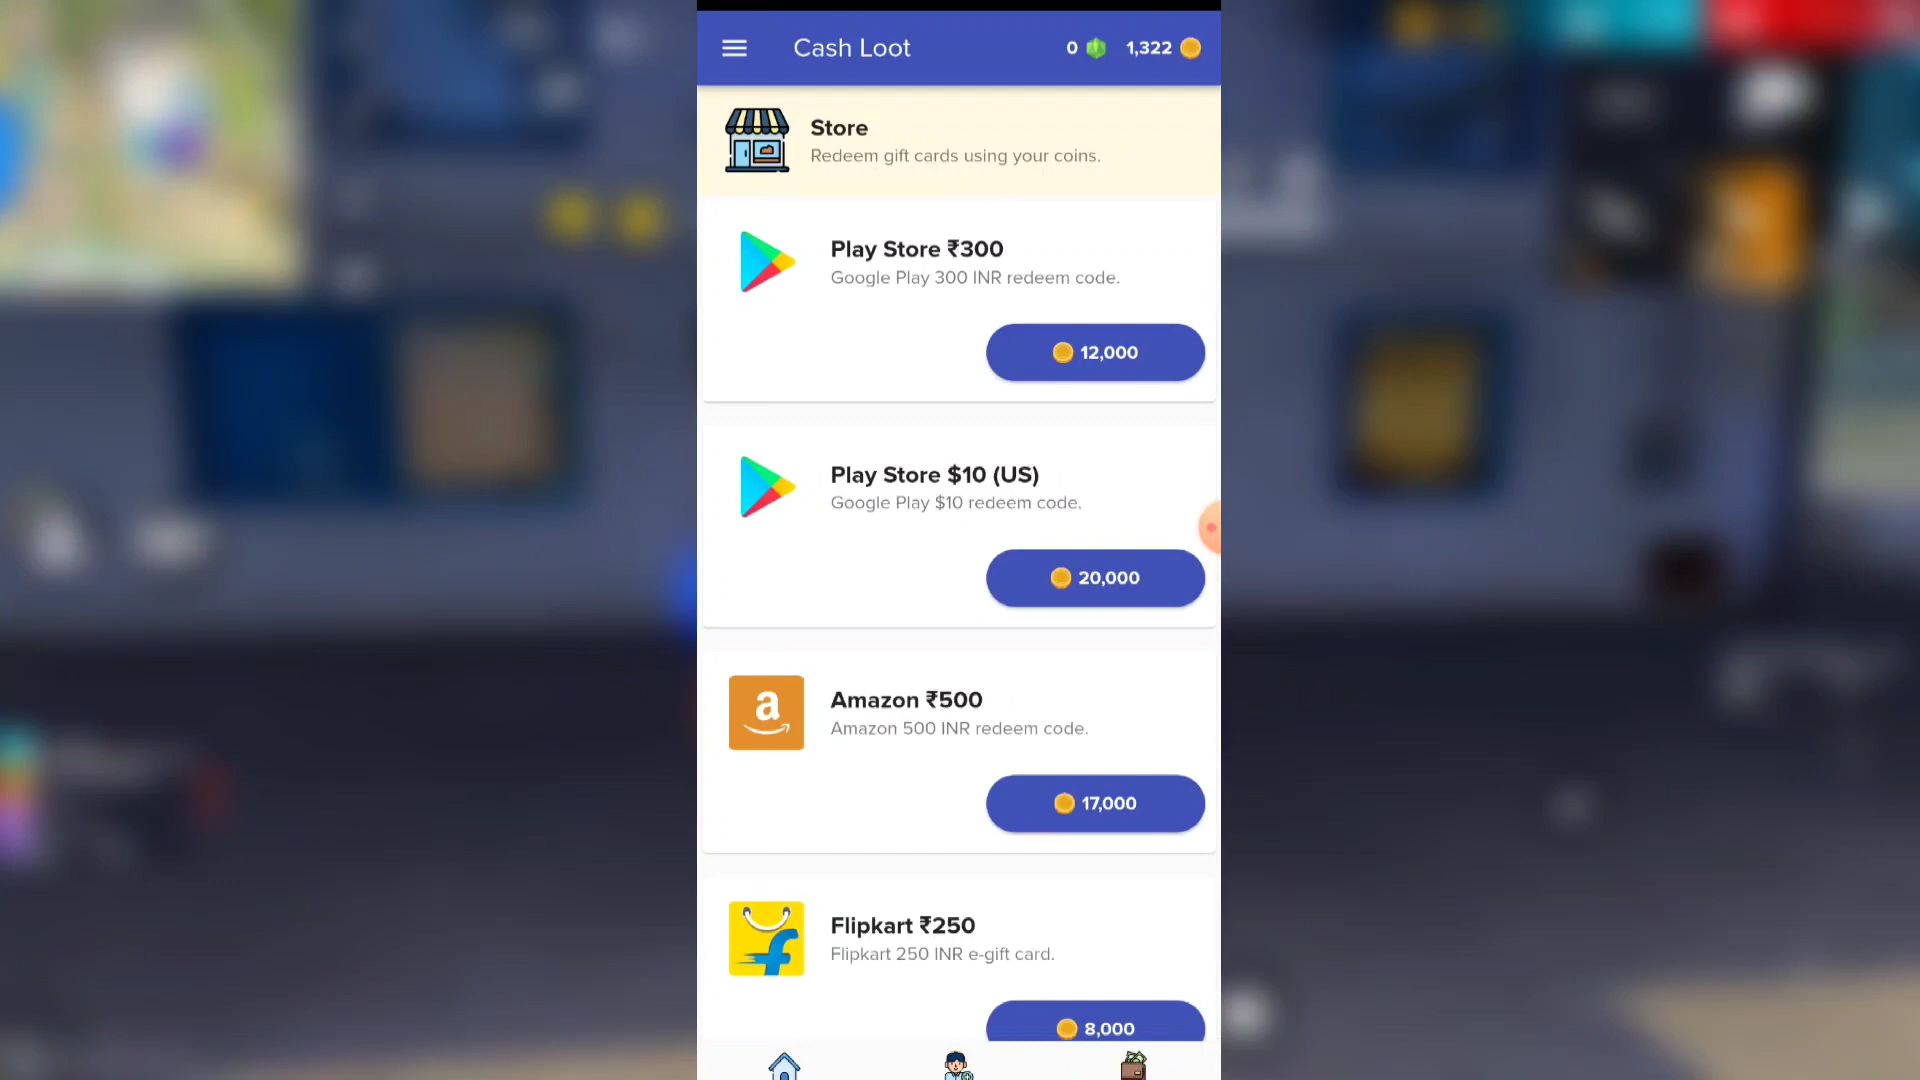 Cash Loot
0
1,322
Store
Redeem gift cards using your coins.
Play Store ₹300
Google Play 300 INR redeem code.
12,000
Play Store $10 (US)
Google Play $10 redeem code.
20,000
a
Amazon ₹500
Amazon 500 INR redeem code.
17,000
f
Flipkart ₹250
Flipkart 250 INR e-gift card.
8,000